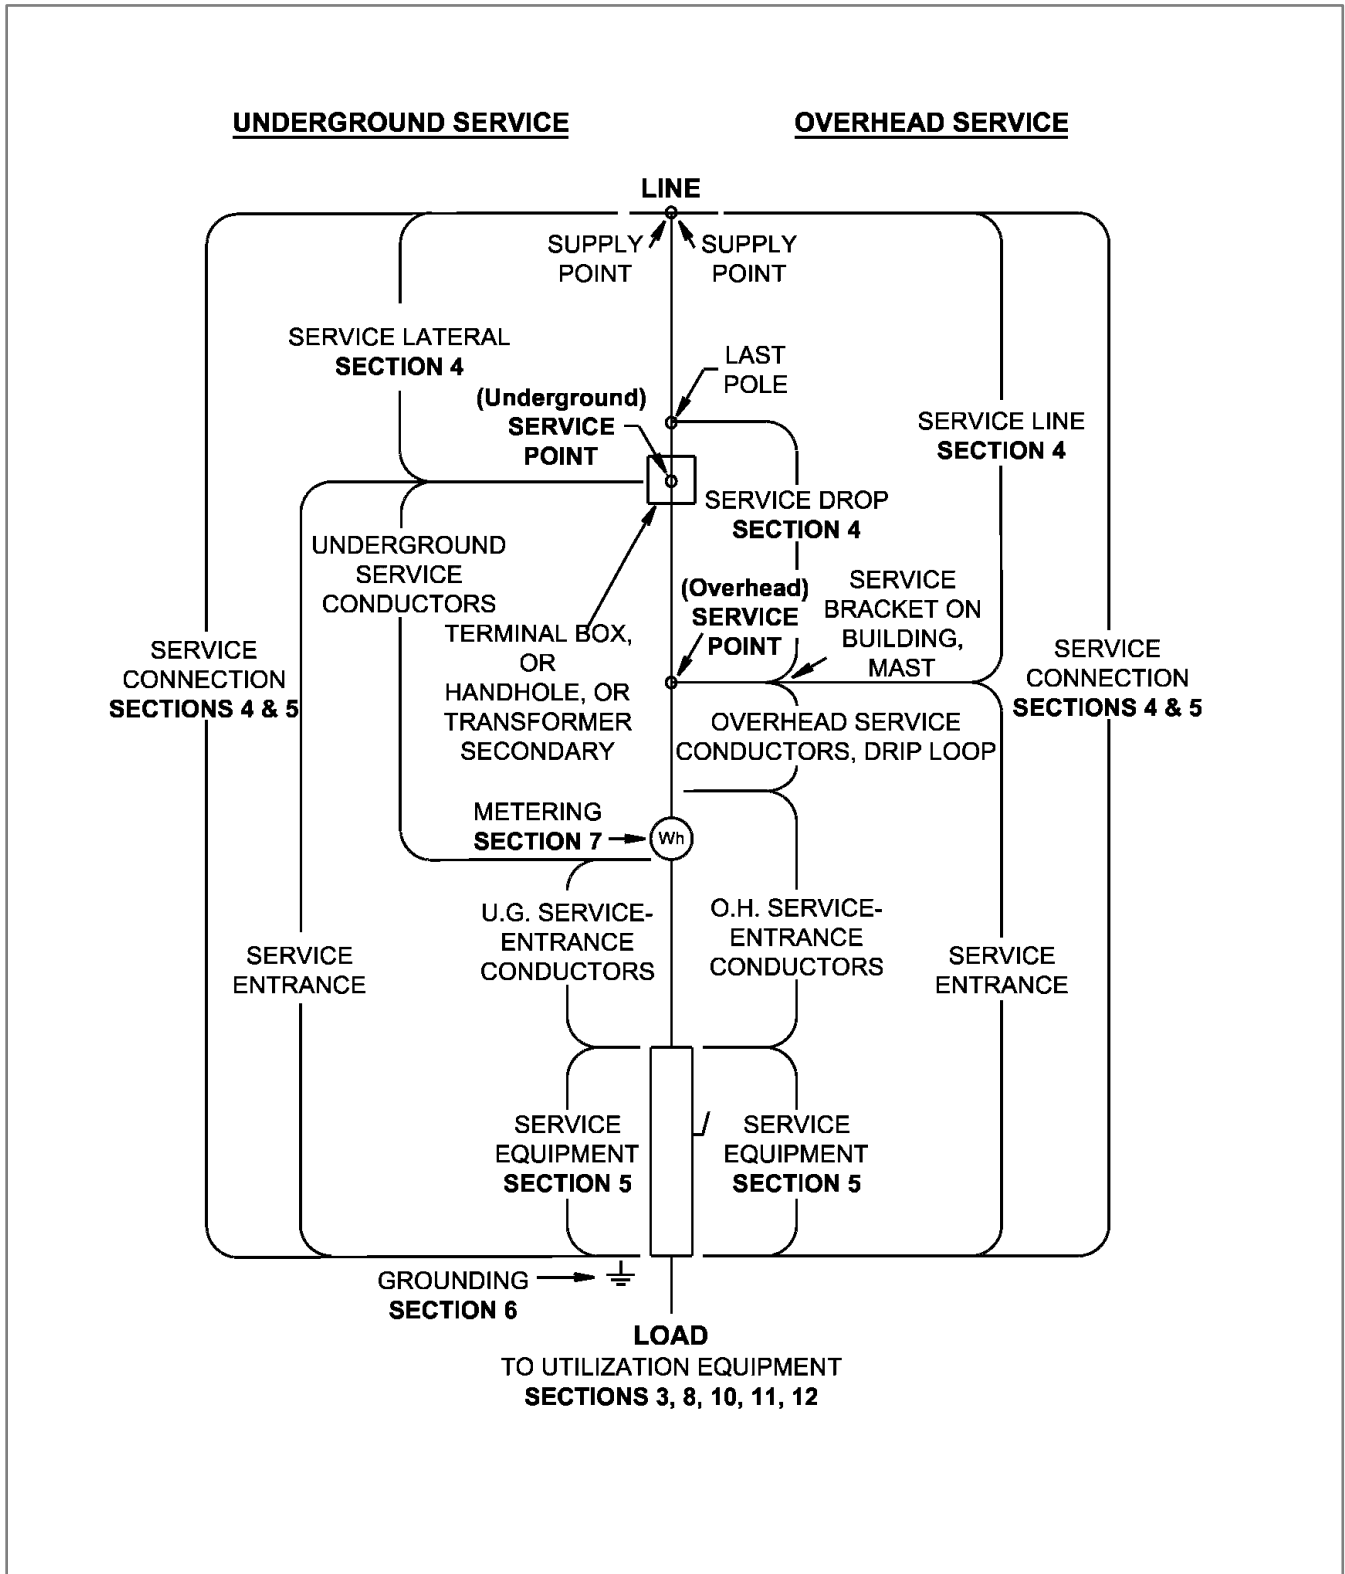 UNDERGROUND SERVICE
OVERHEAD SERVICE
LINE
SUPPLY
POINT
SUPPLY
POINT
SERVICE LATERAL
SECTION 4
LAST
POLE
(Underground)
SERVICE
POINT
SERVICE LINE
SECTION 4
SERVICE DROP
SECTION 4
UNDERGROUND
SERVICE
CONDUCTORS
(Overhead)
SERVICE
POINT
SERVICE
BRACKET ON
BUILDING,
MAST
TERMINAL BOX,
OR
HANDHOLE, OR
TRANSFORMER
SECONDARY
SERVICE
CONNECTION
SECTIONS 4 & 5
SERVICE
CONNECTION
SECTIONS 4 & 5
OVERHEAD SERVICE
CONDUCTORS, DRIP LOOP
METERING
SECTION 7
Wh
U.G. SERVICE-
ENTRANCE
CONDUCTORS
O.H. SERVICE-
ENTRANCE
CONDUCTORS
SERVICE
ENTRANCE
SERVICE
ENTRANCE
SERVICE
EQUIPMENT
SECTION 5
SERVICE
EQUIPMENT
SECTION 5
GROUNDING
SECTION 6
LOAD
TO UTILIZATION EQUIPMENT
SECTIONS 3, 8, 10, 11, 12